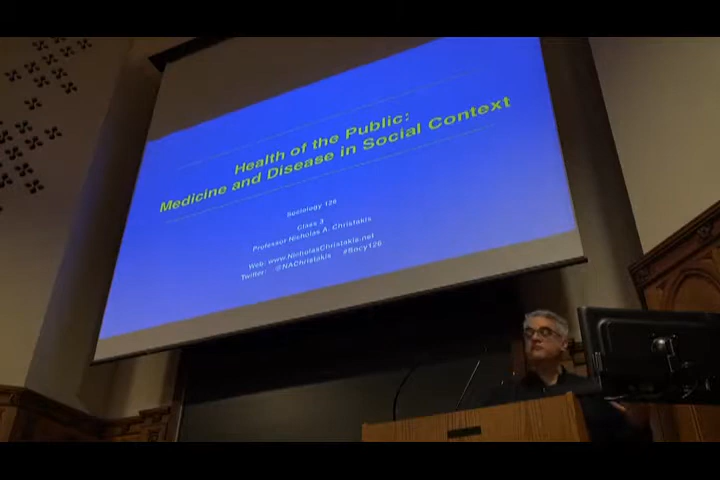 Health of the Public:
Medicine and Disease in Social Context
Sociology 126
Class 3
Professor Nicholas A. Christakis
Web: www.NicholasChristakis.net
Twitter: @NAChristakis #Socy126